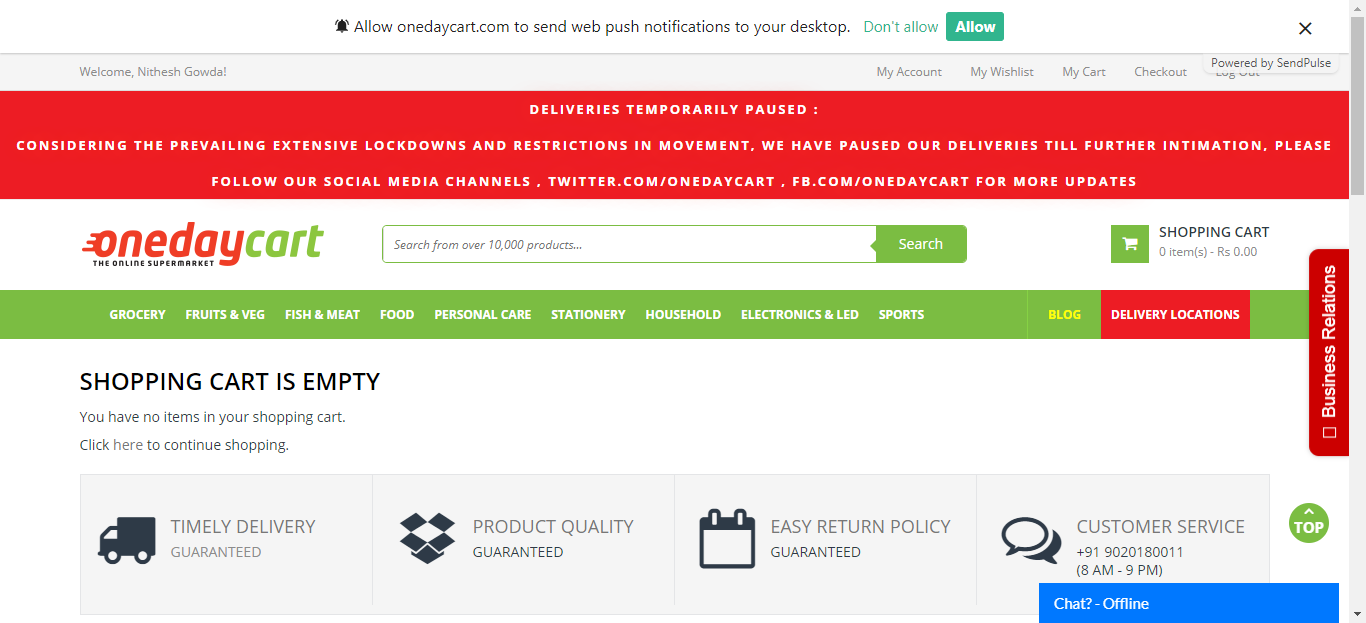 Allow onedaycart.com to send web push notifications to your desktop. Don't allow Allow
Powered by SendPulse
Welcome, Nithesh Gowda! My Account My Wishlist My Cart Checkout Log Out
DELIVERIES TEMPORARILY PAUSED :
CONSIDERING THE PREVAILING EXTENSIVE LOCKDOWNS AND RESTRICTIONS IN MOVEMENT, WE HAVE PAUSED OUR DELIVERIES TILL FURTHER INTIMATION, PLEASE
FOLLOW OUR SOCIAL MEDIA CHANNELS , TWITTER.COM/ONEDAYCART , FB.COM/ONEDAYCART FOR MORE UPDATES
onedaycart
THE ONLINE SUPERMARKET
Search from over 10,000 products... Search
SHOPPING CART
0 item(s) - Rs 0.00
GROCERY FRUITS & VEG FISH & MEAT FOOD PERSONAL CARE STATIONERY HOUSEHOLD ELECTRONICS & LED SPORTS BLOG DELIVERY LOCATIONS
Business Relations
SHOPPING CART IS EMPTY
You have no items in your shopping cart.
Click here to continue shopping.
TIMELY DELIVERY
GUARANTEED
PRODUCT QUALITY
GUARANTEED
EASY RETURN POLICY
GUARANTEED
CUSTOMER SERVICE
+91 9020180011
(8 AM - 9 PM)
TOP
Chat? - Offline